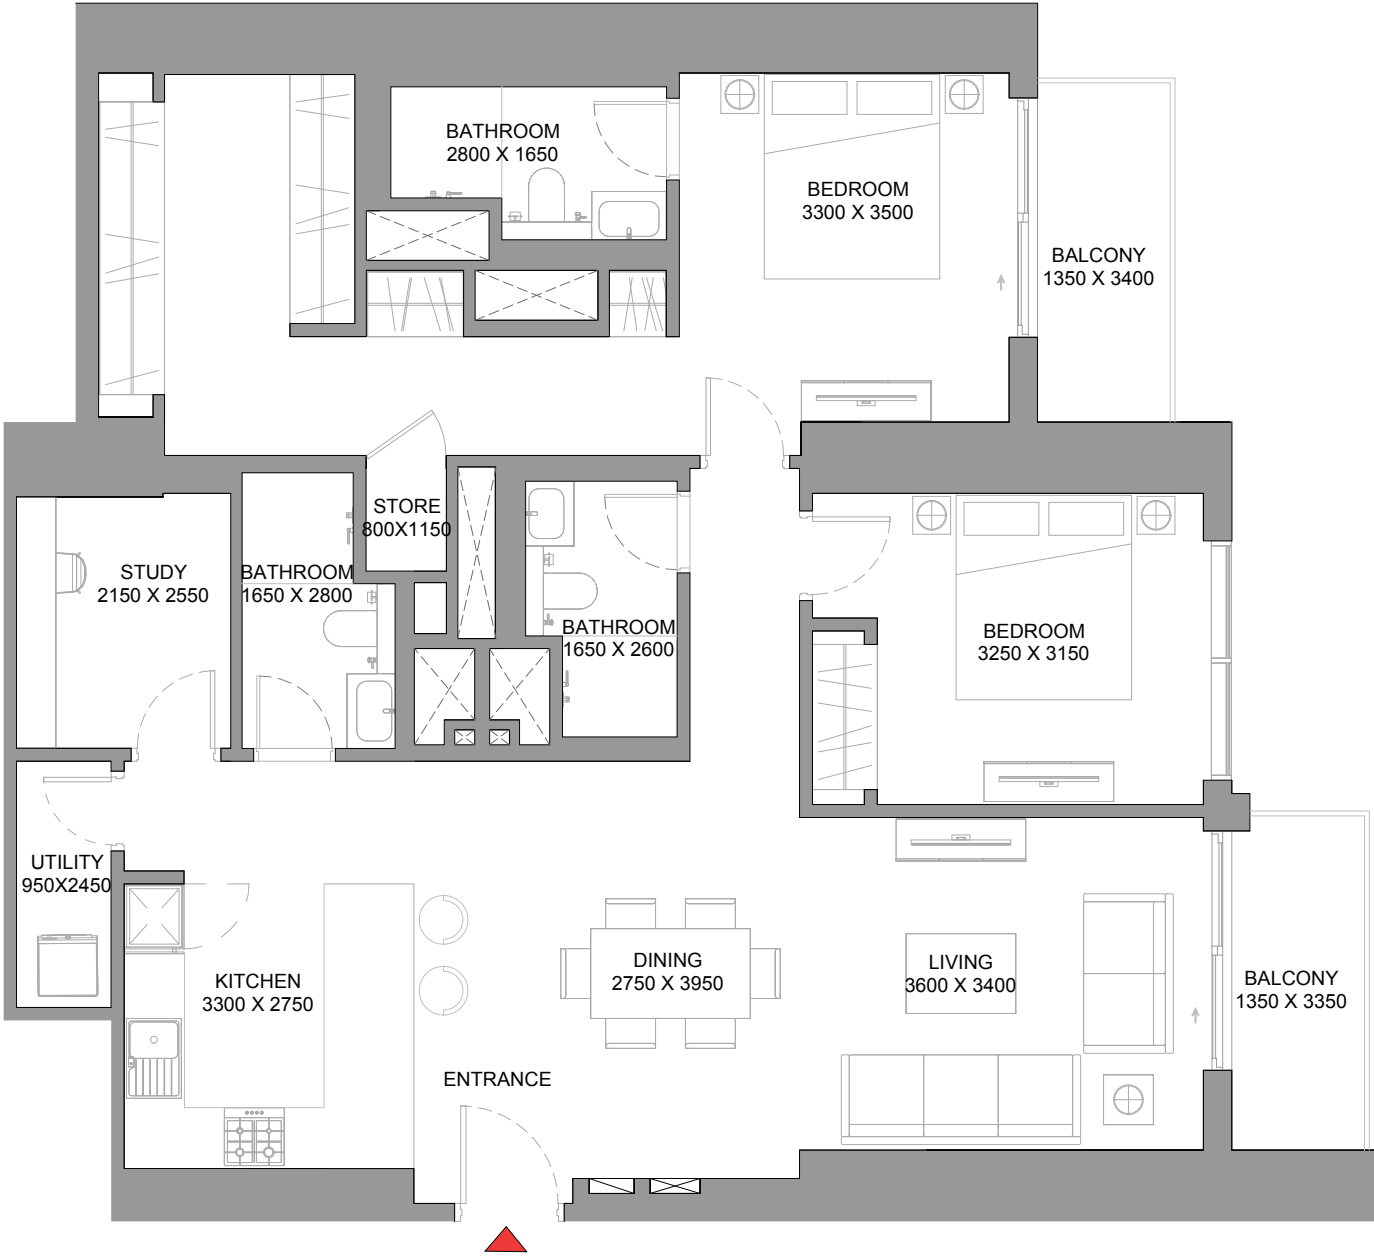 BATHROOM
2800 X 1650
BEDROOM
3300 X 3500
BALCONY
1350 X 3400
STORE
800X1150
STUDY
2150 X 2550
BATHROOM
1650 X 2800
BATHROOM
1650 X 2600
BEDROOM
3250 X 3150
UTILITY
950X2450
KITCHEN
3300 X 2750
DINING
2750 X 3950
LIVING
3600 X 3400
BALCONY
1350 X 3350
ENTRANCE